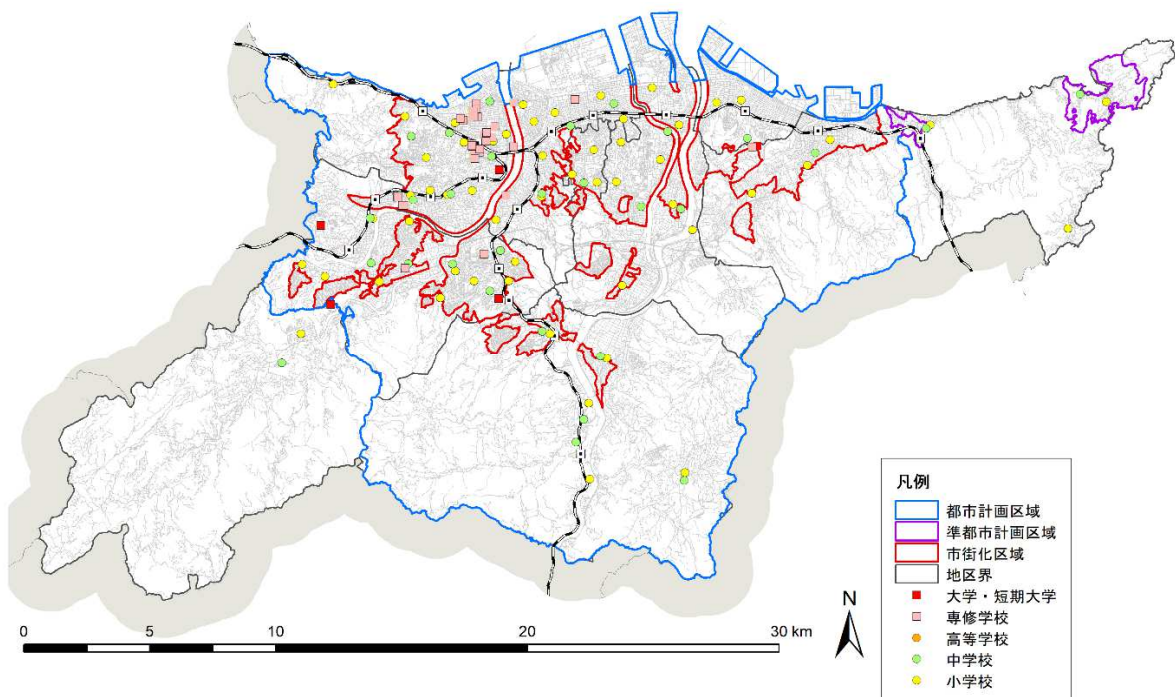 凡例
都市計画区域
準都市計画区域
市街化区域
地区界
大学・短期大学
専修学校
高等学校
中学校
小学校
N
0 5 10 20 30 km